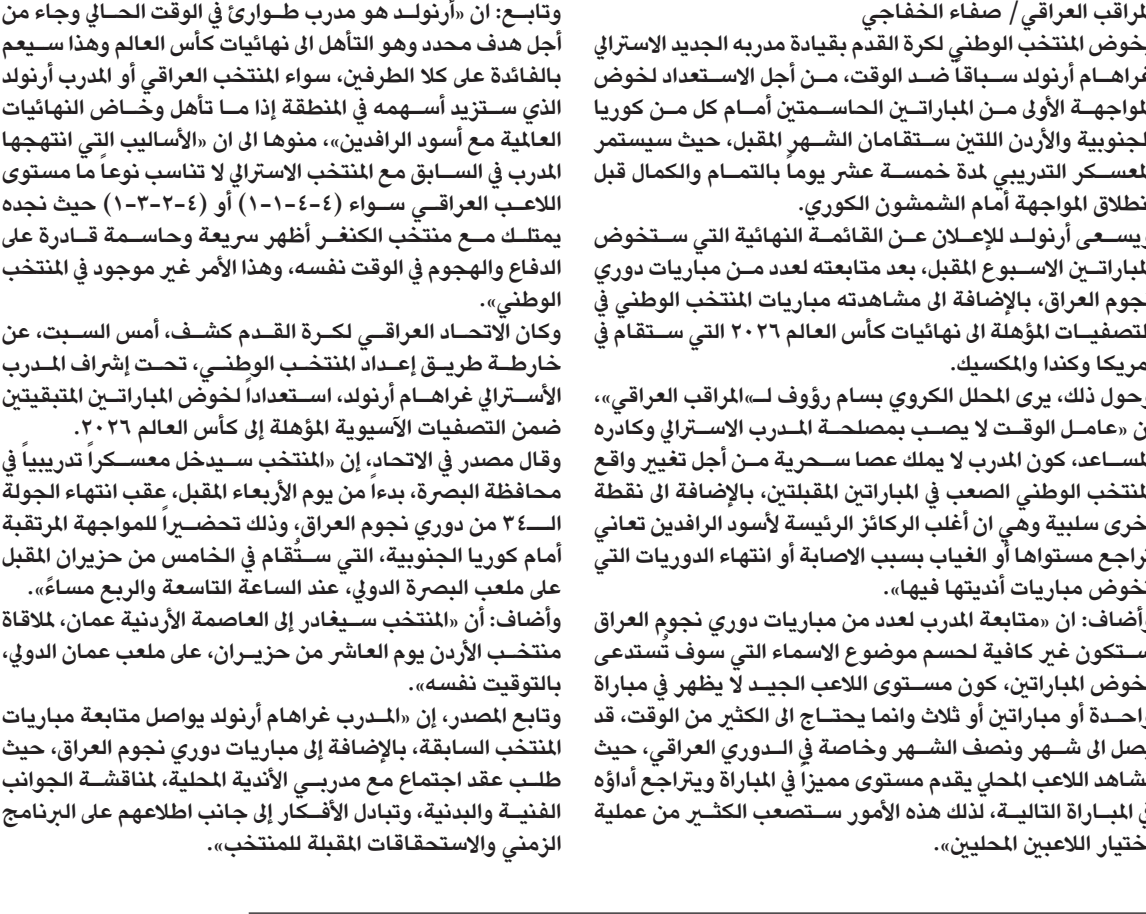 لمراقب العراقي/ صفاء الخفاجي
يخوض المنتخب الوطني لكرة القدم بقيادة مدربه الجديد الاسترالي
غراهام أرنولد سباقاً ضد الوقت، من أجل الاستعداد لخوض
لمواجهة الأولى من المباراتين الحاسمتين أمام كل من كوريا
لجنوبية والأردن اللتين ستقامان الشهر المقبل، حيث سيستمر
لمعسكر التدريبي لمدة خمسة عشر يوماً بالتمام والكمال قبل
نطلاق المواجهة أمام الشمشون الكوري.
يسعى أرنولد للإعلان عن القائمة النهائية التي ستخوض
لمباراتين الاسبوع المقبل، بعد متابعته لعدد من مباريات دوري
جوم العراق، بالإضافة الى مشاهدته مباريات المنتخب الوطني في
لتصفيات المؤهلة الى نهائيات كأس العالم ٢٠٢٦ التي ستقام في
مريكا وكندا والمكسيك.
وحول ذلك، يرى المحلل الكروي بسام رؤوف لـ«المراقب العراقي»،
ن «عامل الوقت لا يصب بمصلحة المدرب الاسترالي وكادره
لمساعد، كون المدرب لا يملك عصا سحرية من أجل تغيير واقع
لمنتخب الوطني الصعب في المباراتين المقبلتين، بالإضافة الى نقطة
خرى سلبية وهي ان أغلب الركائز الرئيسة لأسود الرافدين تعاني
راجع مستواها أو الغياب بسبب الاصابة أو انتهاء الدوريات التي
خوض مباريات أنديتها فيها».
وأضاف: ان «متابعة المدرب لعدد من مباريات دوري نجوم العراق
ستكون غير كافية لحسم موضوع الاسماء التي سوف تُستدعى
خوض المباراتين، كون مستوى اللاعب الجيد لا يظهر في مباراة
واحدة أو مباراتين أو ثلاث وانما يحتاج الى الكثير من الوقت، قد
صل الى شهر ونصف الشهر وخاصة في الدوري العراقي، حيث
شاهد اللاعب المحلي يقدم مستوى مميزاً في المباراة ويتراجع أداؤه
في المباراة التالية، لذلك هذه الأمور ستصعب الكثير من عملية
ختيار اللاعبين المحليين».
وتابع: ان «أرنولد هو مدرب طوارئ في الوقت الحالي وجاء من
أجل هدف محدد وهو التأهل الى نهائيات كأس العالم وهذا سيعم
بالفائدة على كلا الطرفين، سواء المنتخب العراقي أو المدرب أرنولد
الذي ستزيد أسهمه في المنطقة إذا ما تأهل وخاض النهائيات
العالمية مع أسود الرافدين»، منوها الى ان «الأساليب التي انتهجها
المدرب في السابق مع المنتخب الاسترالي لا تناسب نوعاً ما مستوى
اللاعب العراقي سواء (٤-٤-١-١) أو (٤-٢-٣-١) حيث نجده
يمتلك مع منتخب الكنغر أظهر سريعة وحاسمة قادرة على
الدفاع والهجوم في الوقت نفسه، وهذا الأمر غير موجود في المنتخب
الوطني».
وكان الاتحاد العراقي لكرة القدم كشف، أمس السبت، عن
خارطة طريق إعداد المنتخب الوطني، تحت إشراف المدرب
الأسترالي غراهام أرنولد، استعداداً لخوض المباراتين المتبقيتين
ضمن التصفيات الآسيوية المؤهلة إلى كأس العالم ٢٠٢٦.
وقال مصدر في الاتحاد، إن «المنتخب سيدخل معسكراً تدريبياً في
محافظة البصرة، بدءاً من يوم الأربعاء المقبل، عقب انتهاء الجولة
الـ٣٤ من دوري نجوم العراق، وذلك تحضيراً للمواجهة المرتقبة
أمام كوريا الجنوبية، التي ستُقام في الخامس من حزيران المقبل
على ملعب البصرة الدولي، عند الساعة التاسعة والربع مساءً».
وأضاف: أن «المنتخب سيغادر إلى العاصمة الأردنية عمان، لملاقاة
منتخب الأردن يوم العاشر من حزيران، على ملعب عمان الدولي،
بالتوقيت نفسه».
وتابع المصدر، إن «المدرب غراهام أرنولد يواصل متابعة مباريات
المنتخب السابقة، بالإضافة إلى مباريات دوري نجوم العراق، حيث
طلب عقد اجتماع مع مدربي الأندية المحلية، لمناقشة الجوانب
الفنية والبدنية، وتبادل الأفكار إلى جانب اطلاعهم على البرنامج
الزمني والاستحقاقات المقبلة للمنتخب».